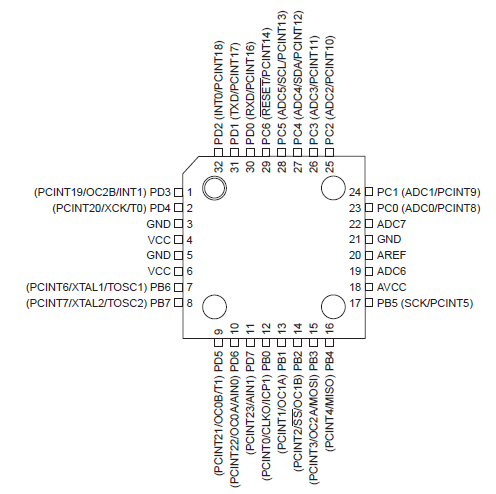 PD2 (INT0/PCINT18)
PD1 (TXD/PCINT17)
PD0 (RXD/PCINT16)
PC6 (RESET/PCINT14)
PC5 (ADC5/SCL/PCINT13)
PC4 (ADC4/SDA/PCINT12)
PC3 (ADC3/PCINT11)
PC2 (ADC2/PCINT10)
32 31 30 29 28 27 26 25
(PCINT19/OC2B/INT1) PD3 1
(PCINT20/XCK/T0) PD4 2
GND 3
VCC 4
GND 5
VCC 6
(PCINT6/XTAL1/TOSC1) PB6 7
(PCINT7/XTAL2/TOSC2) PB7 8
24 PC1 (ADC1/PCINT9)
23 PC0 (ADC0/PCINT8)
22 ADC7
21 GND
20 AREF
19 ADC6
18 AVCC
17 PB5 (SCK/PCINT5)
9 10 11 12 13 14 15 16
(PCINT21/OC0B/T1) PD5
(PCINT22/OC0A/AIN0) PD6
(PCINT23/AIN1) PD7
(PCINT0/CLKO/ICP1) PB0
(PCINT1/OC1A) PB1
(PCINT2/SS/OC1B) PB2
(PCINT3/OC2A/MOSI) PB3
(PCINT4/MISO) PB4